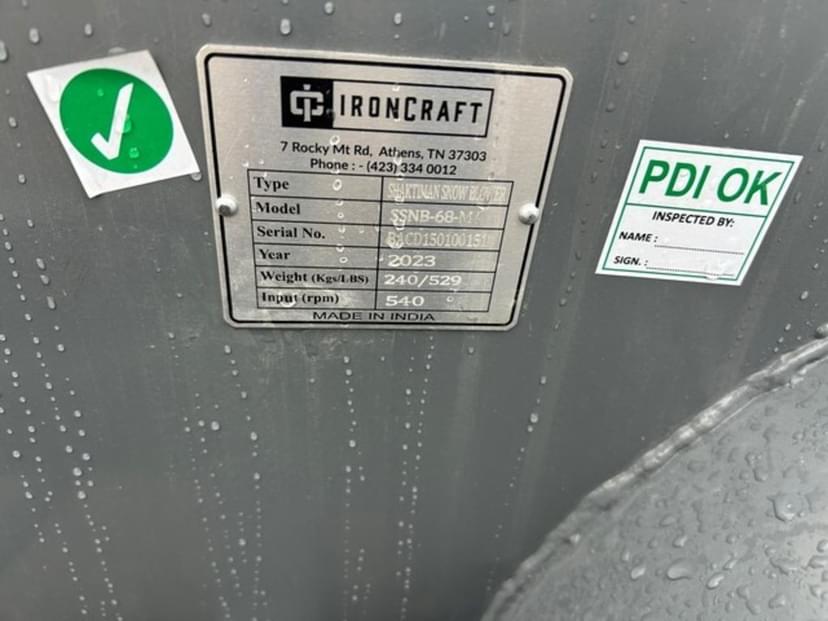 IRONCRAFT
7 Rocky Mt Rd, Athens, TN 37303
Phone : - (423) 334 0012
Type SHAKTIMAN SNOW BLOWER
Model
Serial No.
Year 2023
Weight (Kgs/LBS) 240/529
Input (rpm) 540
MADE IN INDIA
PDI OK
INSPECTED BY:
NAME :
SIGN. :